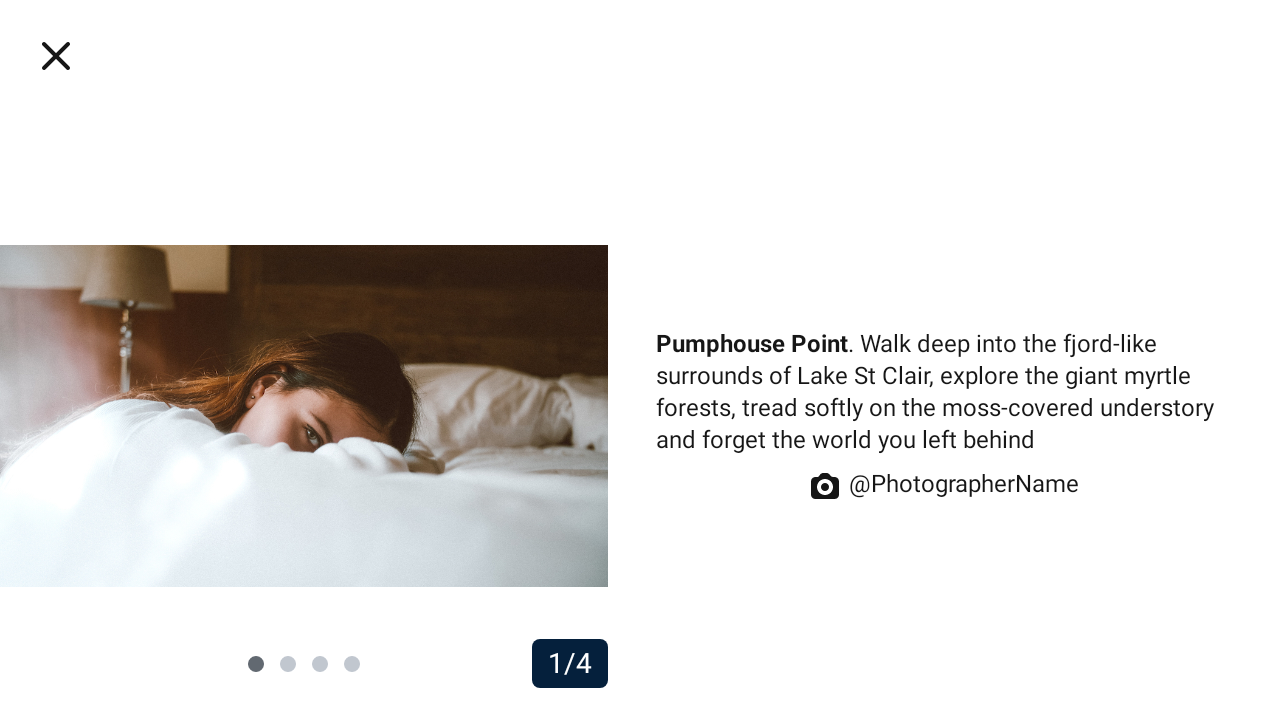 Pumphouse Point. Walk deep into the fjord-like
surrounds of Lake St Clair, explore the giant myrtle
forests, tread softly on the moss-covered understory
and forget the world you left behind
@PhotographerName
1/4